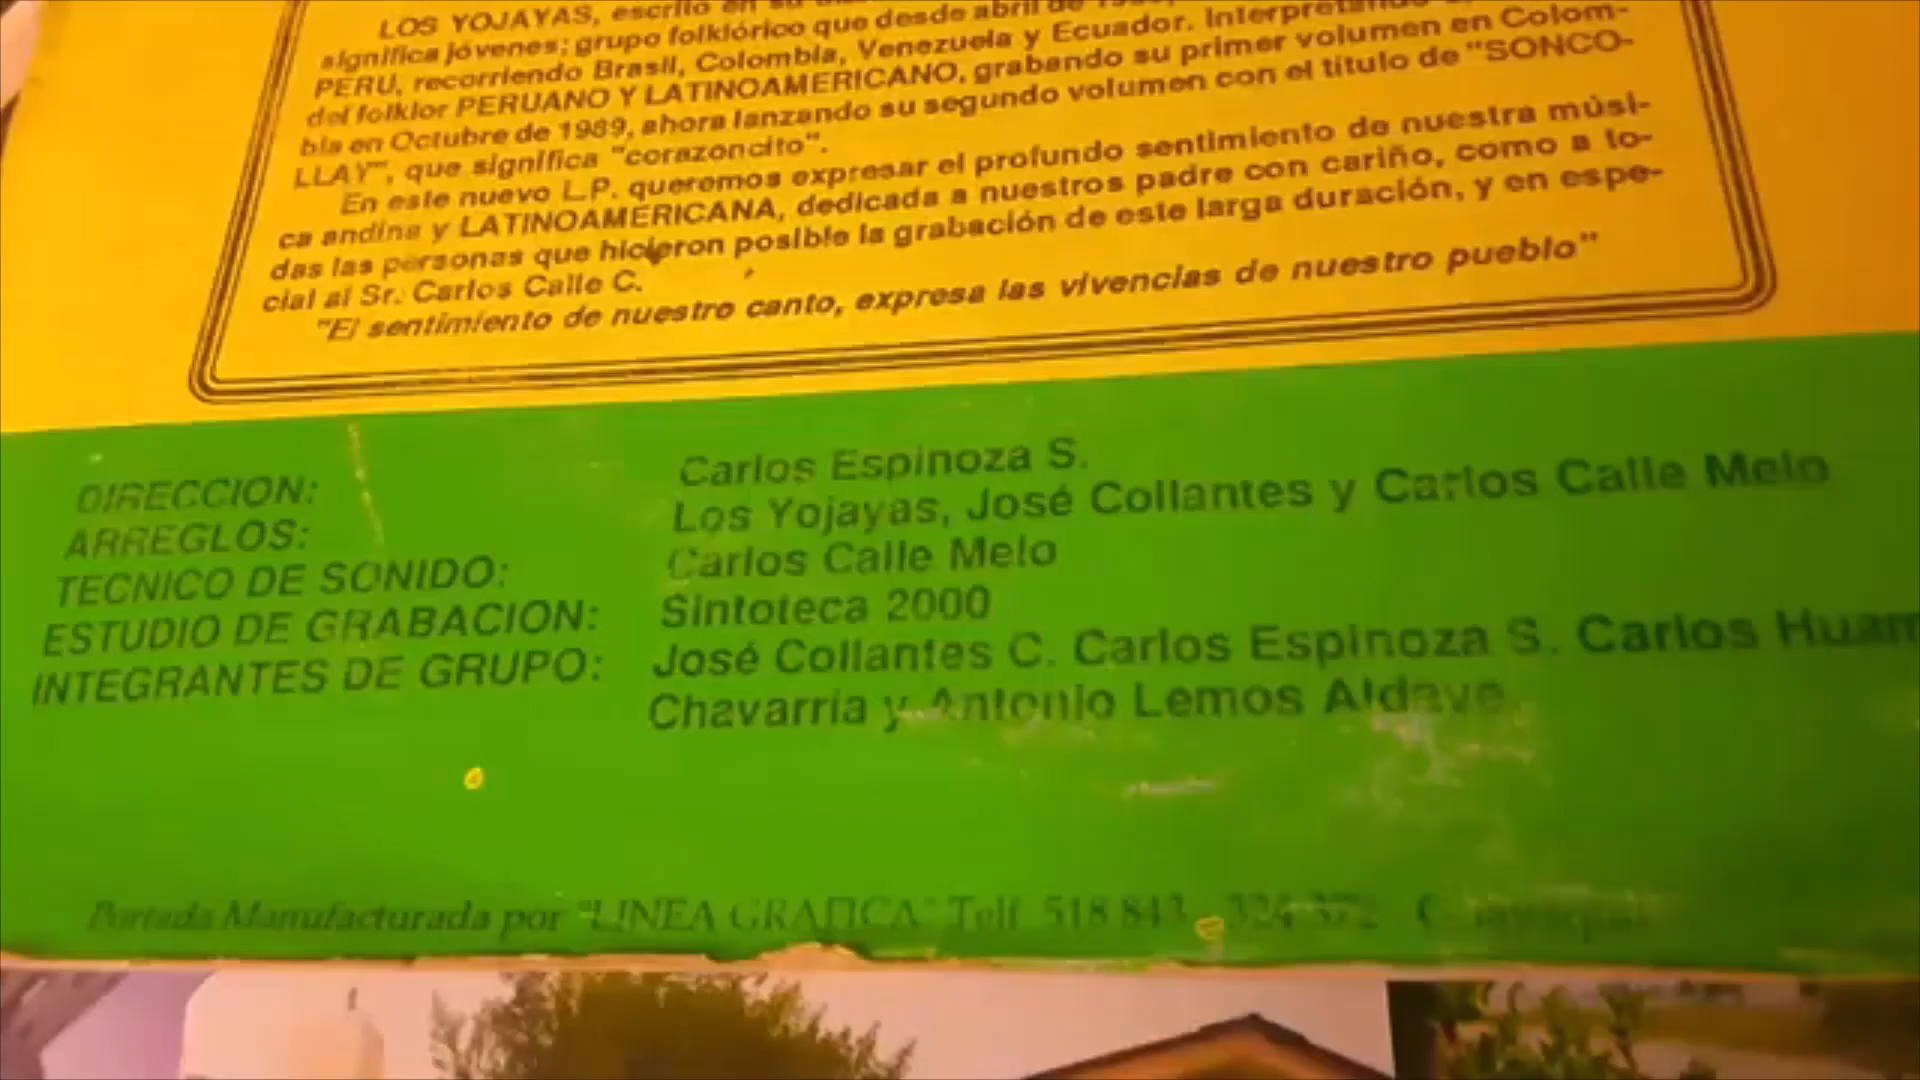 LOS YOJAYAS, escrito en su
significa jóvenes; grupo folklórico que desde abril de
PERU, recorriendo Brasil, Colombia, Venezuela y Ecuador. Interpretando
del folklor PERUANO Y LATINOAMERICANO, grabando su primer volumen en Colom-
bia en Octubre de 1989, ahora lanzando su segundo volumen con el título de "SONCO-
LLAY", que significa "corazoncito".
En este nuevo L.P. queremos expresar el profundo sentimiento de nuestra músi-
ca andina y LATINOAMERICANA, dedicada a nuestros padre con cariño, como a to-
das las personas que hicieron posible la grabación de este larga duración, y en espe-
cial al Sr. Carlos Calle C.
"El sentimiento de nuestro canto, expresa las vivencias de nuestro pueblo"
DIRECCION: Carlos Espinoza S.
ARREGLOS: Los Yojayas, José Collantes y Carlos Calle Melo
TECNICO DE SONIDO: Carlos Calle Melo
ESTUDIO DE GRABACION: Sintoteca 2000
INTEGRANTES DE GRUPO: José Collantes C. Carlos Espinoza S. Carlos Huam
Chavarria y Antonio Lemos Aldave
Portada Manufacturada por "LINEA GRAFICA" Telf. 518 843 - 324 372